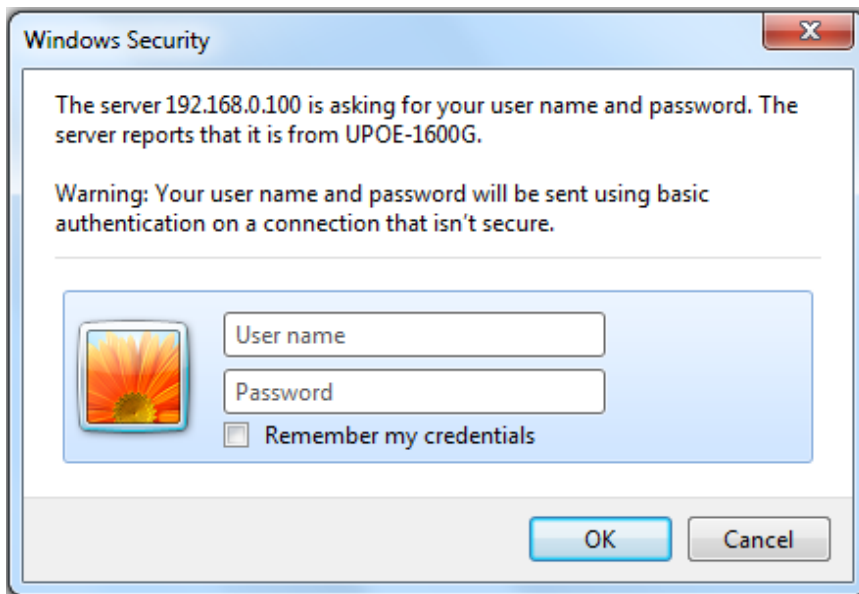 Windows Security
The server 192.168.0.100 is asking for your user name and password. The
server reports that it is from UPOE-1600G.
Warning: Your user name and password will be sent using basic
authentication on a connection that isn't secure.
User name
Password
Remember my credentials
OK
Cancel